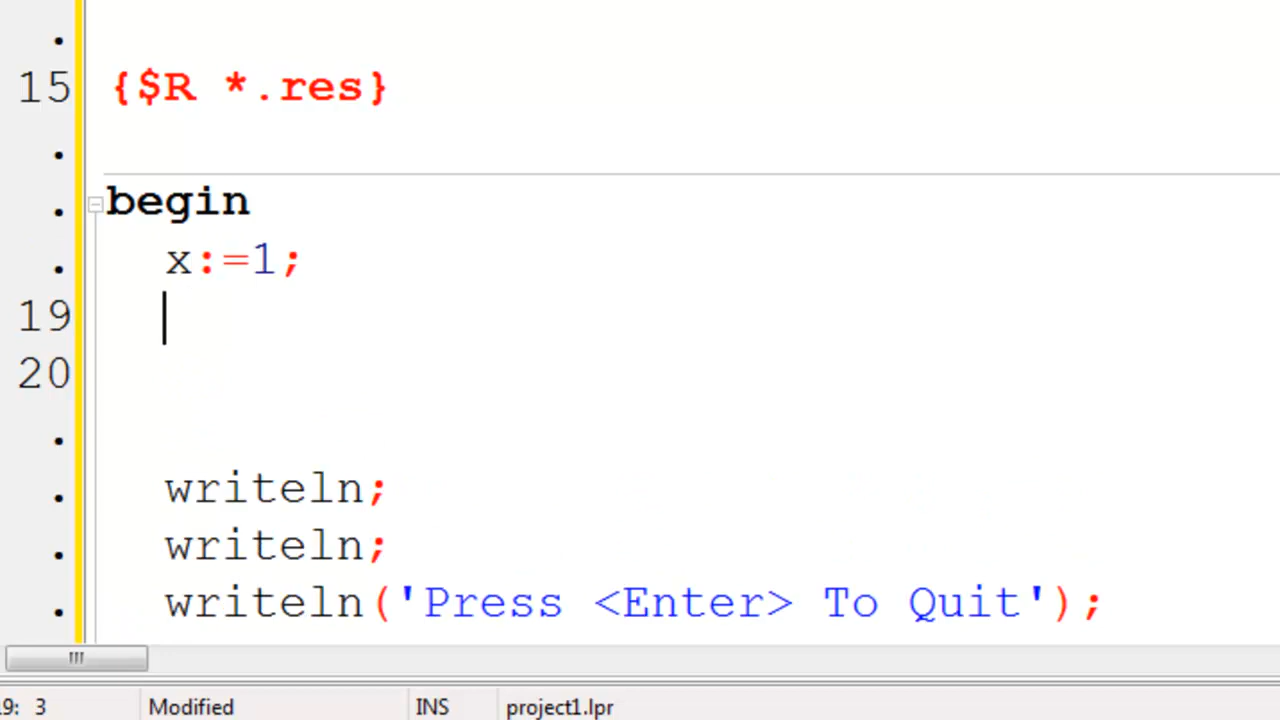 .
15 {$R *.res}
.
. begin
. x:=1;
19
20
.
. writeln;
. writeln;
. writeln('Press <Enter> To Quit');
9: 3 Modified INS project1.lpr